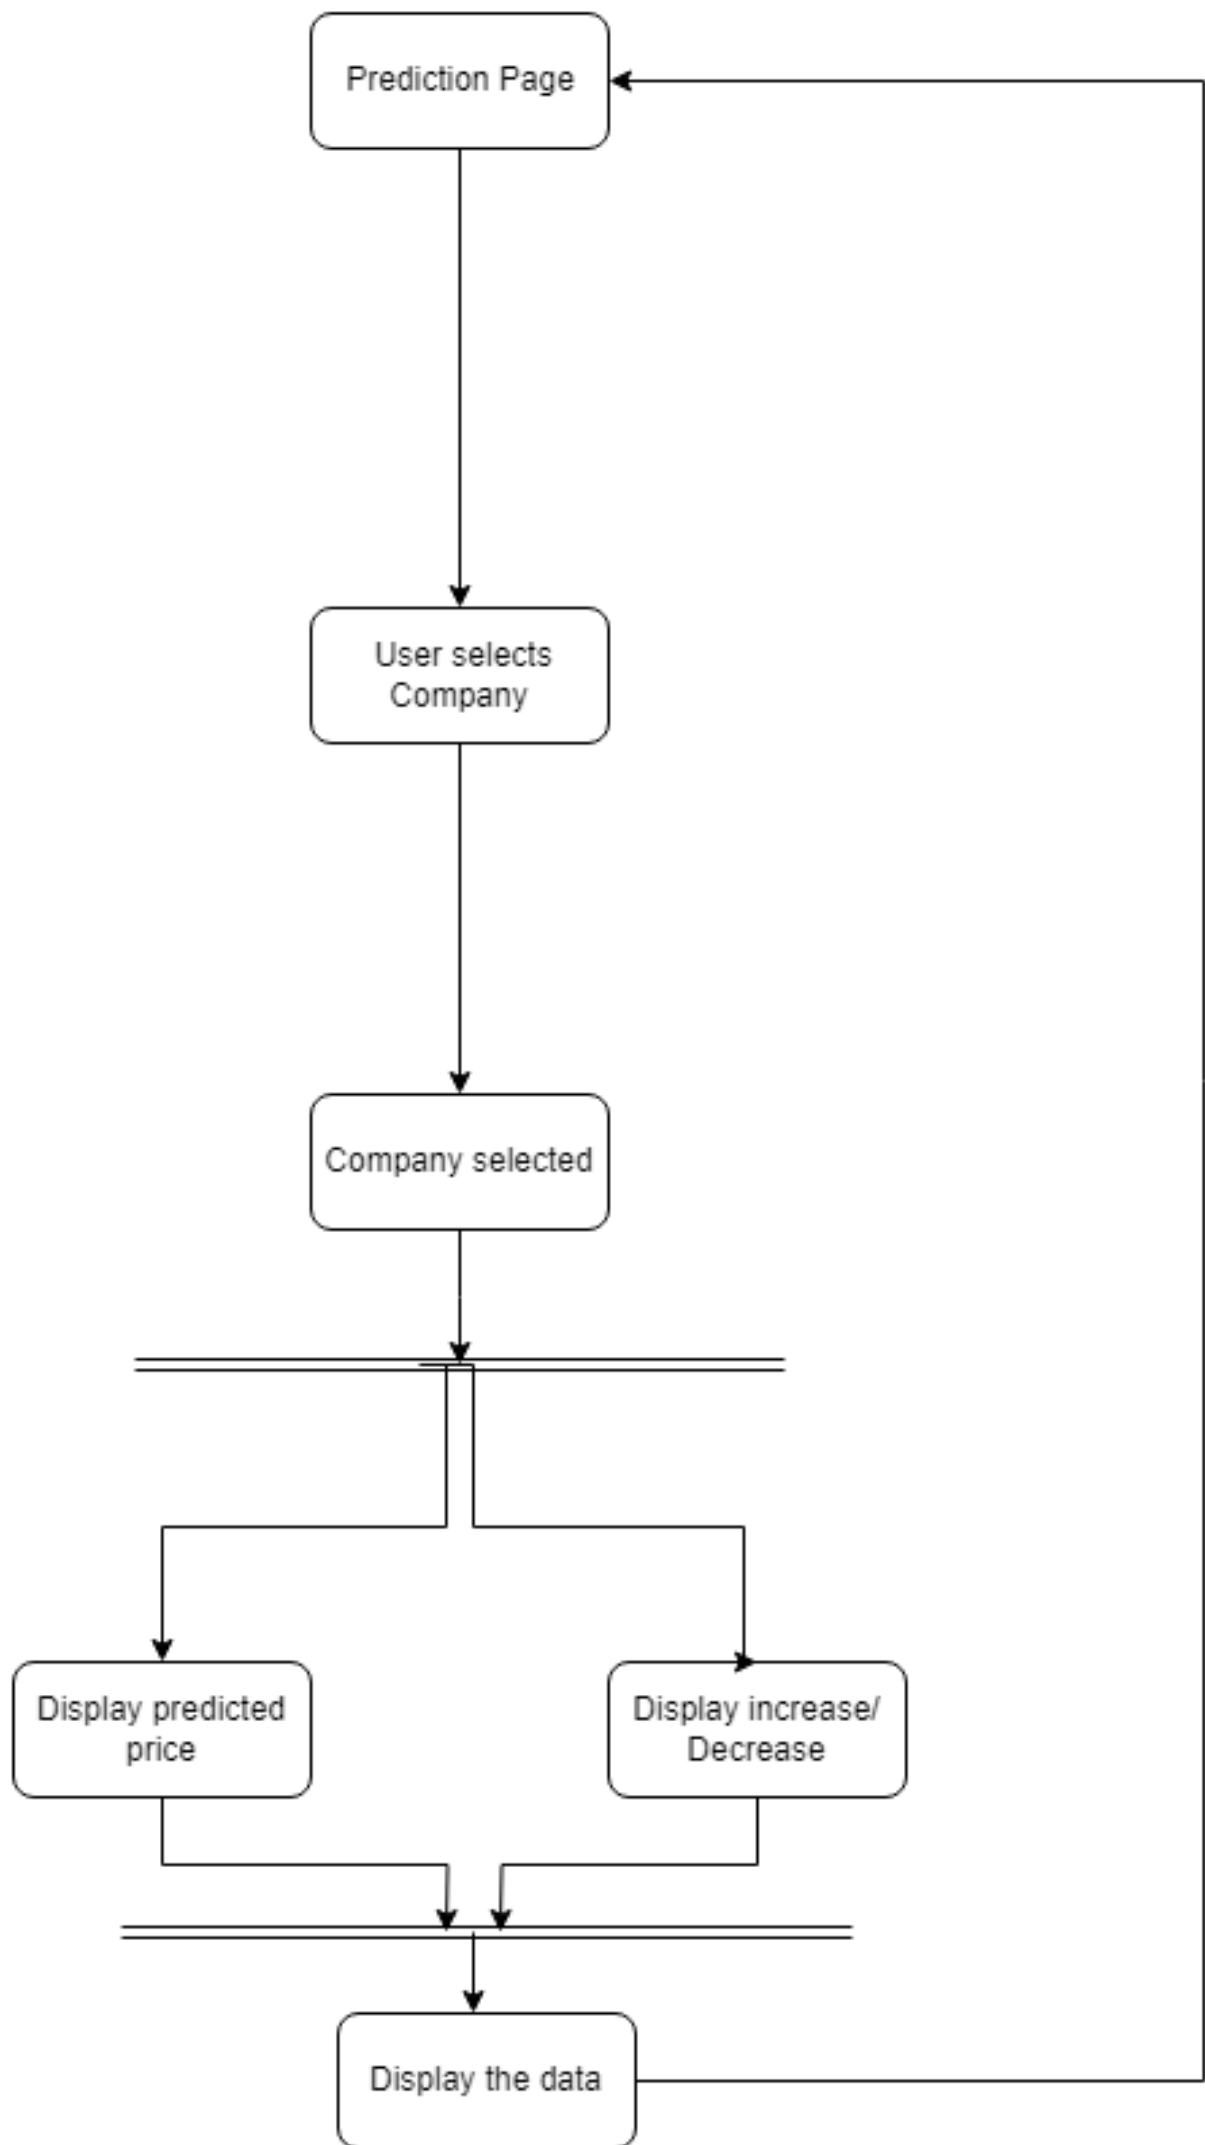 Prediction Page
User selects
Company
Company selected
Display predicted
price
Display increase/
Decrease
Display the data